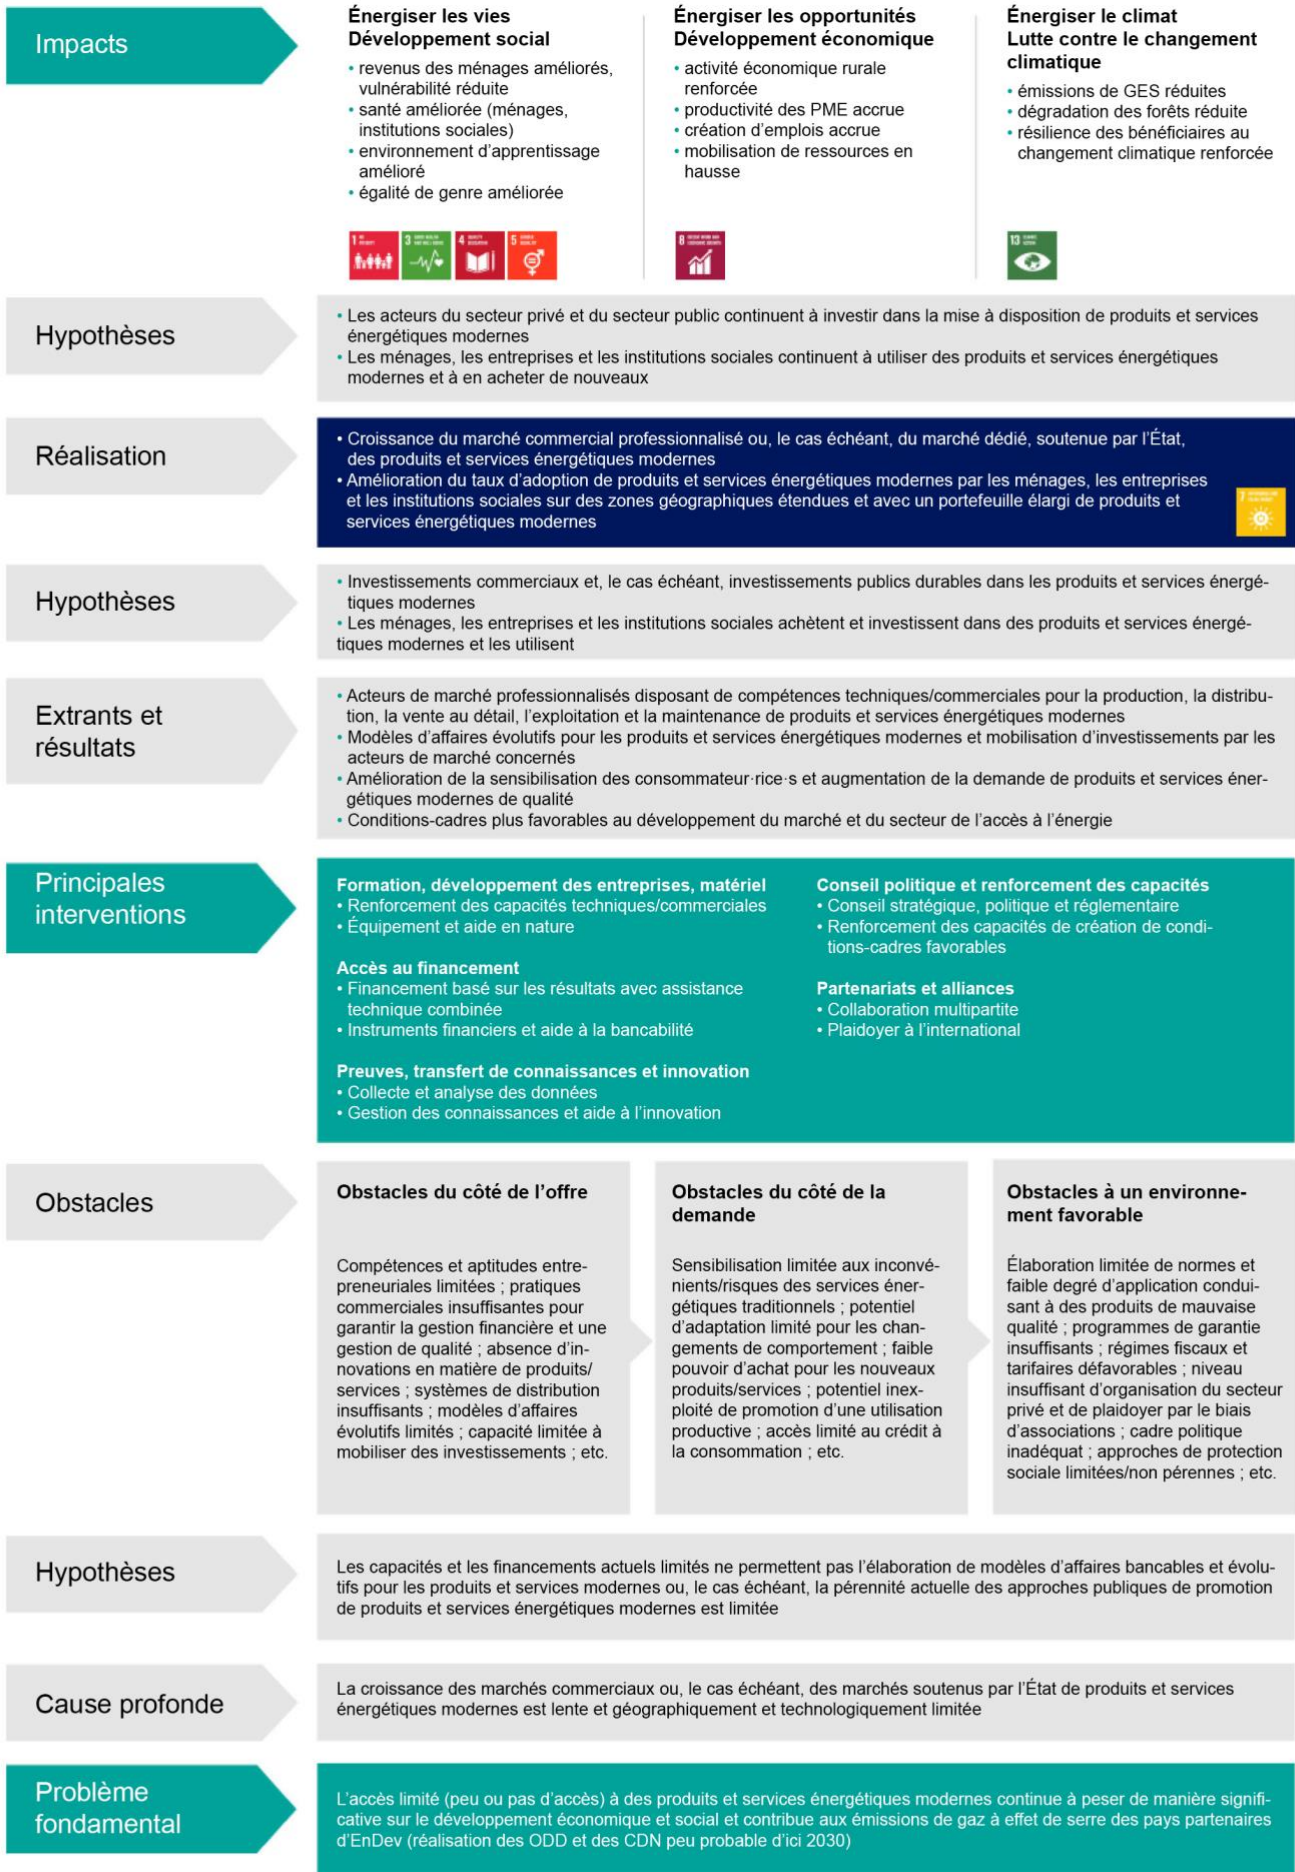 Impacts
Énergiser les vies
Développement social
• revenus des ménages améliorés,
vulnérabilité réduite
• santé améliorée (ménages,
institutions sociales)
• environnement d'apprentissage
amélioré
• égalité de genre améliorée
Énergiser les opportunités
Développement économique
• activité économique rurale
renforcée
• productivité des PME accrue
• création d'emplois accrue
• mobilisation de ressources en
hausse
Énergiser le climat
Lutte contre le changement
climatique
• émissions de GES réduites
• dégradation des forêts réduite
• résilience des bénéficiaires au
changement climatique renforcée
1
3
4
5
8
13
Hypothèses
• Les acteurs du secteur privé et du secteur public continuent à investir dans la mise à disposition de produits et services
énergétiques modernes
• Les ménages, les entreprises et les institutions sociales continuent à utiliser des produits et services énergétiques
modernes et à en acheter de nouveaux
Réalisation
• Croissance du marché commercial professionnalisé ou, le cas échéant, du marché dédié, soutenue par l'État,
des produits et services énergétiques modernes
• Amélioration du taux d'adoption de produits et services énergétiques modernes par les ménages, les entreprises
et les institutions sociales sur des zones géographiques étendues et avec un portefeuille élargi de produits et
services énergétiques modernes
7
Hypothèses
• Investissements commerciaux et, le cas échéant, investissements publics durables dans les produits et services énergé-
tiques modernes
• Les ménages, les entreprises et les institutions sociales achètent et investissent dans des produits et services énergé-
tiques modernes et les utilisent
Extrants et
résultats
• Acteurs de marché professionnalisés disposant de compétences techniques/commerciales pour la production, la distribu-
tion, la vente au détail, l'exploitation et la maintenance de produits et services énergétiques modernes
• Modèles d'affaires évolutifs pour les produits et services énergétiques modernes et mobilisation d'investissements par les
acteurs de marché concernés
• Amélioration de la sensibilisation des consommateur·rice·s et augmentation de la demande de produits et services éner-
gétiques modernes de qualité
• Conditions-cadres plus favorables au développement du marché et du secteur de l'accès à l'énergie
Principales
interventions
Formation, développement des entreprises, matériel
• Renforcement des capacités techniques/commerciales
• Équipement et aide en nature
Accès au financement
• Financement basé sur les résultats avec assistance
technique combinée
• Instruments financiers et aide à la bancabilité
Preuves, transfert de connaissances et innovation
• Collecte et analyse des données
• Gestion des connaissances et aide à l'innovation
Conseil politique et renforcement des capacités
• Conseil stratégique, politique et réglementaire
• Renforcement des capacités de création de condi-
tions-cadres favorables
Partenariats et alliances
• Collaboration multipartite
• Plaidoyer à l'international
Obstacles
Obstacles du côté de l'offre
Compétences et aptitudes entre-
preneuriales limitées ; pratiques
commerciales insuffisantes pour
garantir la gestion financière et une
gestion de qualité ; absence d'in-
novations en matière de produits/
services ; systèmes de distribution
insuffisants ; modèles d'affaires
évolutifs limités ; capacité limitée à
mobiliser des investissements ; etc.
Obstacles du côté de la
demande
Sensibilisation limitée aux inconvé-
nients/risques des services éner-
gétiques traditionnels ; potentiel
d'adaptation limité pour les chan-
gements de comportement ; faible
pouvoir d'achat pour les nouveaux
produits/services ; potentiel inex-
ploité de promotion d'une utilisation
productive ; accès limité au crédit à
la consommation ; etc.
Obstacles à un environne-
ment favorable
Élaboration limitée de normes et
faible degré d'application condui-
sant à des produits de mauvaise
qualité ; programmes de garantie
insuffisants ; régimes fiscaux et
tarifaires défavorables ; niveau
insuffisant d'organisation du secteur
privé et de plaidoyer par le biais
d'associations ; cadre politique
inadéquat ; approches de protection
sociale limitées/non pérennes ; etc.
Hypothèses
Les capacités et les financements actuels limités ne permettent pas l'élaboration de modèles d'affaires bancables et évolu-
tifs pour les produits et services modernes ou, le cas échéant, la pérennité actuelle des approches publiques de promotion
de produits et services énergétiques modernes est limitée
Cause profonde
La croissance des marchés commerciaux ou, le cas échéant, des marchés soutenus par l'État de produits et services
énergétiques modernes est lente et géographiquement et technologiquement limitée
Problème
fondamental
L'accès limité (peu ou pas d'accès) à des produits et services énergétiques modernes continue à peser de manière signifi-
cative sur le développement économique et social et contribue aux émissions de gaz à effet de serre des pays partenaires
d'EnDev (réalisation des ODD et des CDN peu probable d'ici 2030)